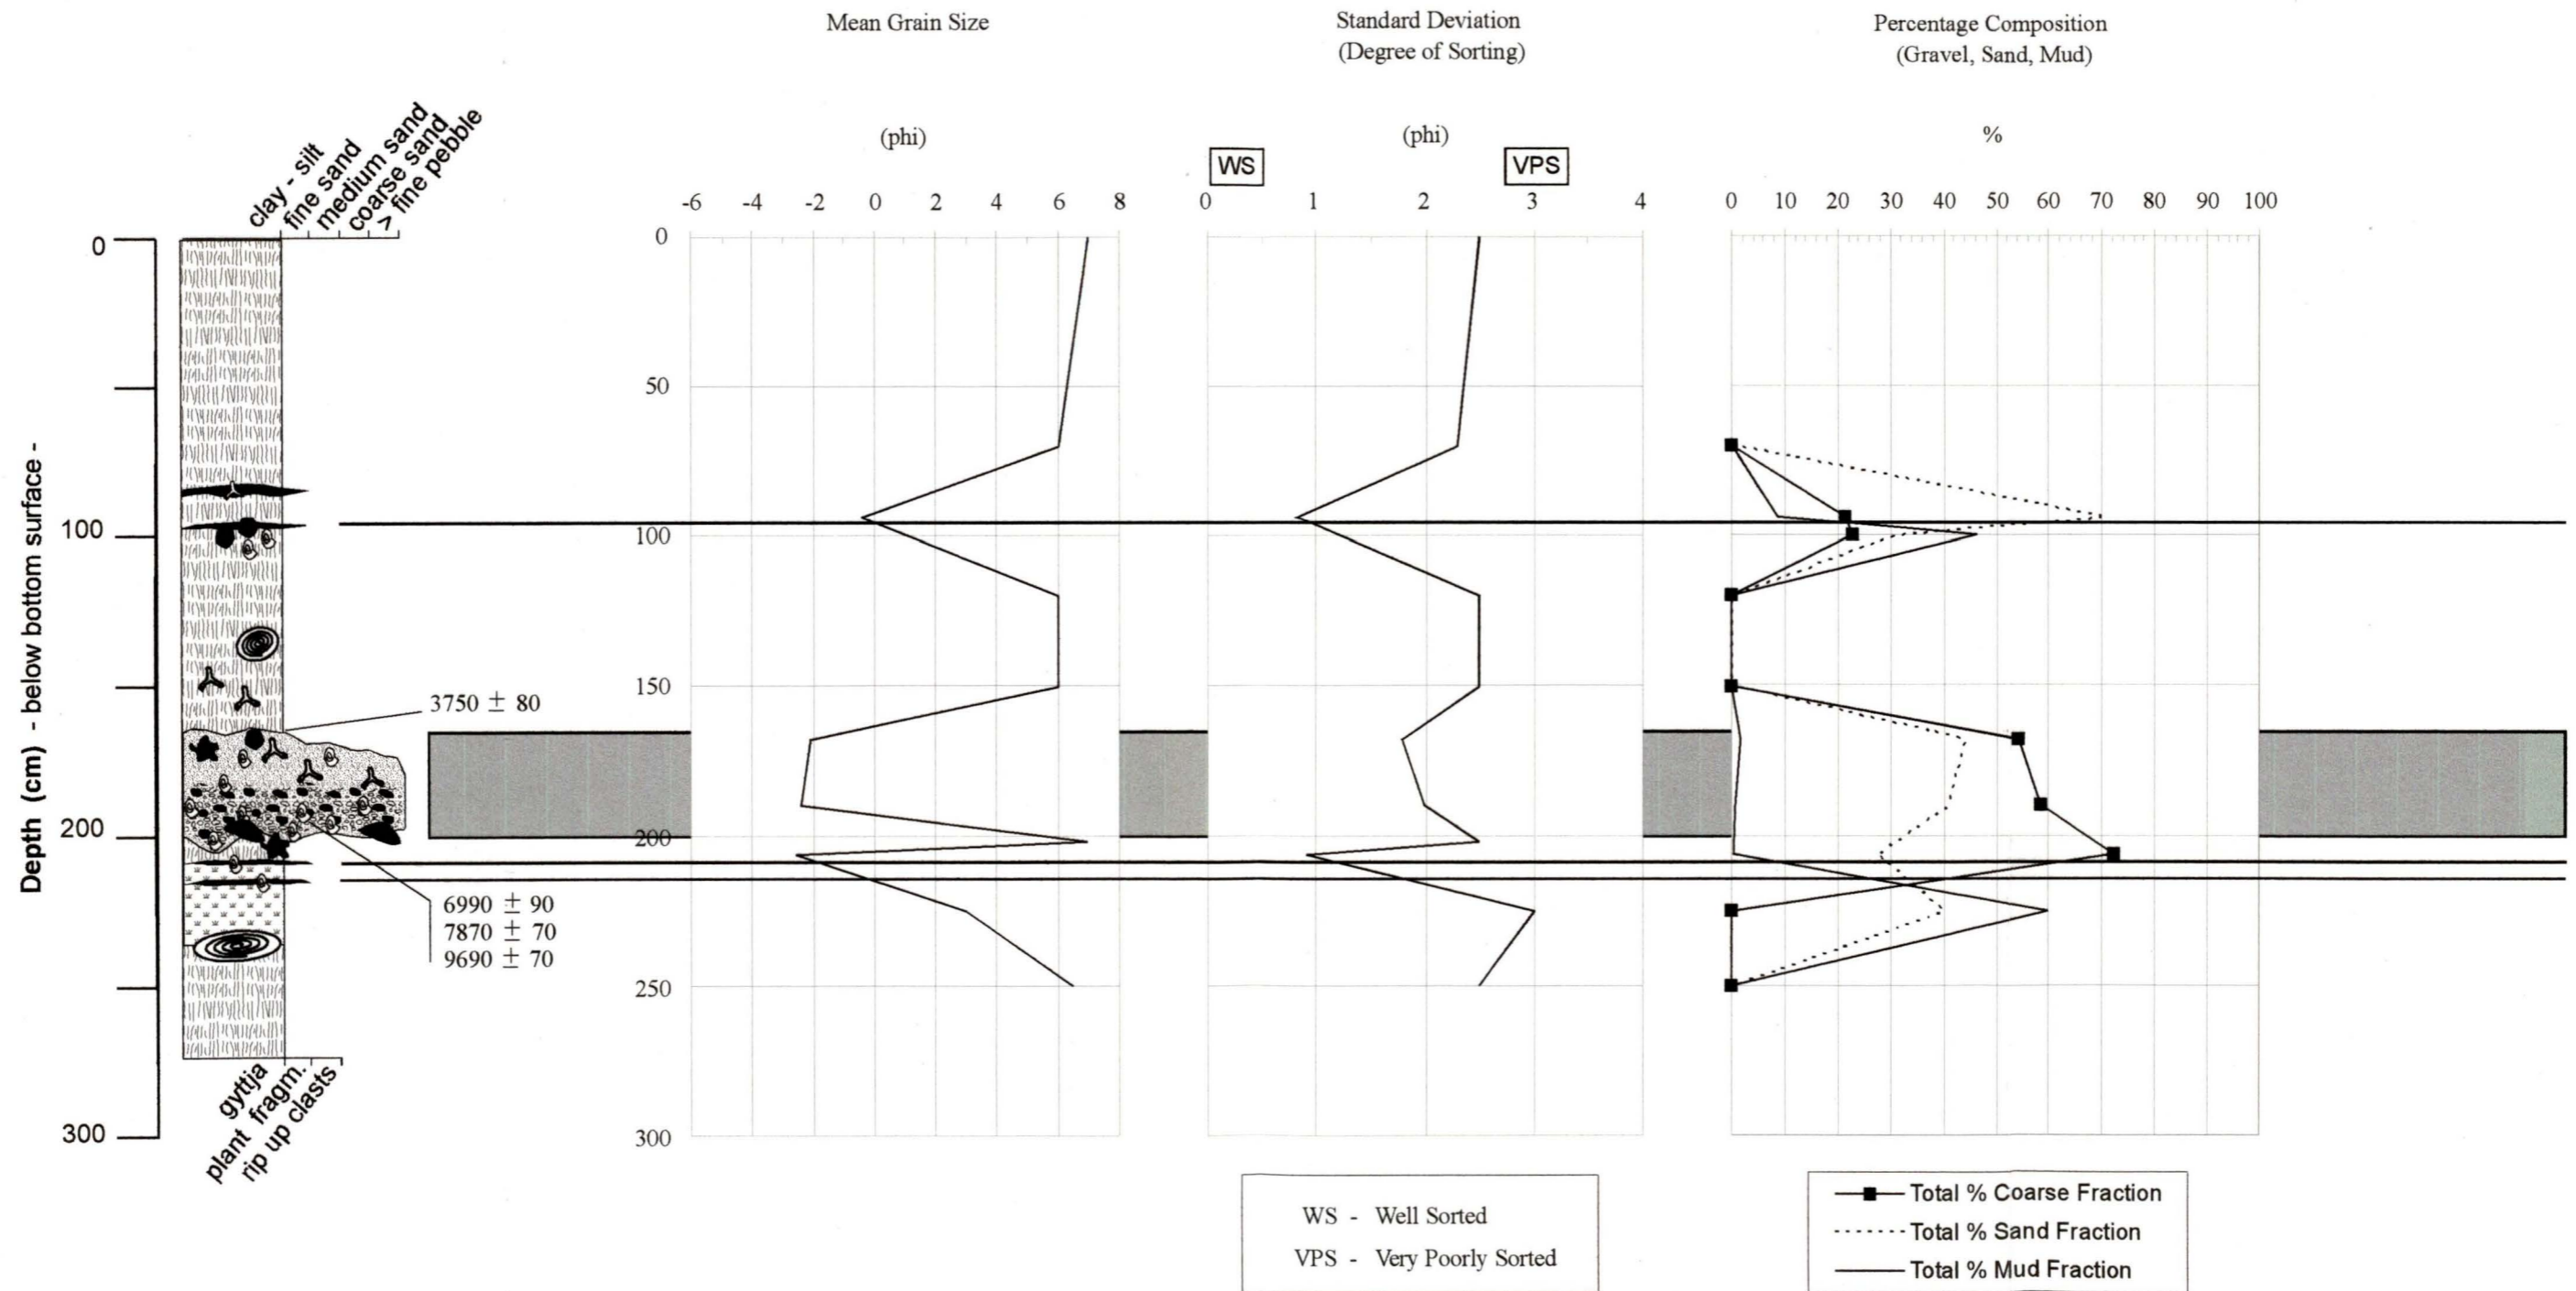 Mean Grain Size
Standard Deviation
(Degree of Sorting)
Percentage Composition
(Gravel, Sand, Mud)
(phi)
(phi)
%
WS
VPS
clay - silt
fine sand
medium sand
coarse sand
> fine pebble
-6 -4 -2 0 2 4 6 8
0 1 2 3 4
0 10 20 30 40 50 60 70 80 90 100
Depth (cm) - below bottom surface -
0
100
200
300
0
50
100
150
200
250
300
3750 ± 80
6990 ± 90
7870 ± 70
9690 ± 70
gyttja
plant fragm.
rip up clasts
WS - Well Sorted
VPS - Very Poorly Sorted
Total % Coarse Fraction
Total % Sand Fraction
Total % Mud Fraction